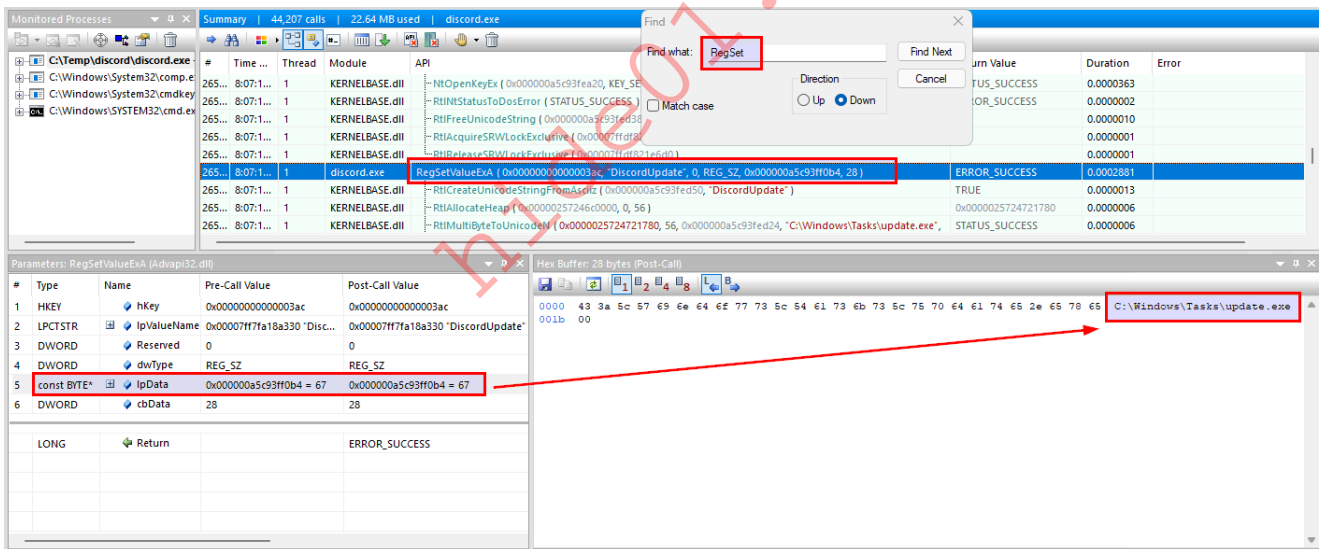 Monitored Processes
Summary | 44,207 calls | 22.64 MB used | discord.exe
C:\Temp\discord\discord.exe -
C:\Windows\System32\comp.e
C:\Windows\System32\cmdkey
C:\Windows\SYSTEM32\cmd.ex
# Time ... Thread Module API urn Value Duration Error
265... 8:07:1... 1 KERNELBASE.dll NtOpenKeyEx ( 0x000000a5c93fea20, KEY_SE TUS_SUCCESS 0.0000363
265... 8:07:1... 1 KERNELBASE.dll RtlNtStatusToDosError ( STATUS_SUCCESS ) ROR_SUCCESS 0.0000002
265... 8:07:1... 1 KERNELBASE.dll RtlFreeUnicodeString ( 0x000000a5c93fed38 0.0000010
265... 8:07:1... 1 KERNELBASE.dll RtlAcquireSRWLockExclusive ( 0x00007ffdf82 0.0000001
265... 8:07:1... 1 KERNELBASE.dll RtlReleaseSRWLockExclusive ( 0x00007ffdf821e6d0 ) 0.0000001
265... 8:07:1... 1 discord.exe RegSetValueExA ( 0x00000000000003ac, "DiscordUpdate", 0, REG_SZ, 0x000000a5c93ff0b4, 28 ) ERROR_SUCCESS 0.0002881
265... 8:07:1... 1 KERNELBASE.dll RtlCreateUnicodeStringFromAsciiz ( 0x000000a5c93fed50, "DiscordUpdate" ) TRUE 0.0000013
265... 8:07:1... 1 KERNELBASE.dll RtlAllocateHeap ( 0x00000257246c0000, 0, 56 ) 0x0000025724721780 0.0000006
265... 8:07:1... 1 KERNELBASE.dll RtlMultiByteToUnicodeN ( 0x0000025724721780, 56, 0x000000a5c93fed24, "C:\Windows\Tasks\update.exe", STATUS_SUCCESS 0.0000006
Find
Find what: RegSet
Find Next
Cancel
Match case
Direction
Up Down
hide01.
Parameters: RegSetValueExA (Advapi32.dll)
# Type Name Pre-Call Value Post-Call Value
1 HKEY hKey 0x00000000000003ac 0x00000000000003ac
2 LPCTSTR lpValueName 0x00007ff7fa18a330 "Disc... 0x00007ff7fa18a330 "DiscordUpdate"
3 DWORD Reserved 0 0
4 DWORD dwType REG_SZ REG_SZ
5 const BYTE* lpData 0x000000a5c93ff0b4 = 67 0x000000a5c93ff0b4 = 67
6 DWORD cbData 28 28
LONG Return ERROR_SUCCESS
Hex Buffer: 28 bytes (Post-Call)
1 2 4 8 L B
0000 43 3a 5c 57 69 6e 64 6f 77 73 5c 54 61 73 6b 73 5c 75 70 64 61 74 65 2e 65 78 65 C:\Windows\Tasks\update.exe
001b 00